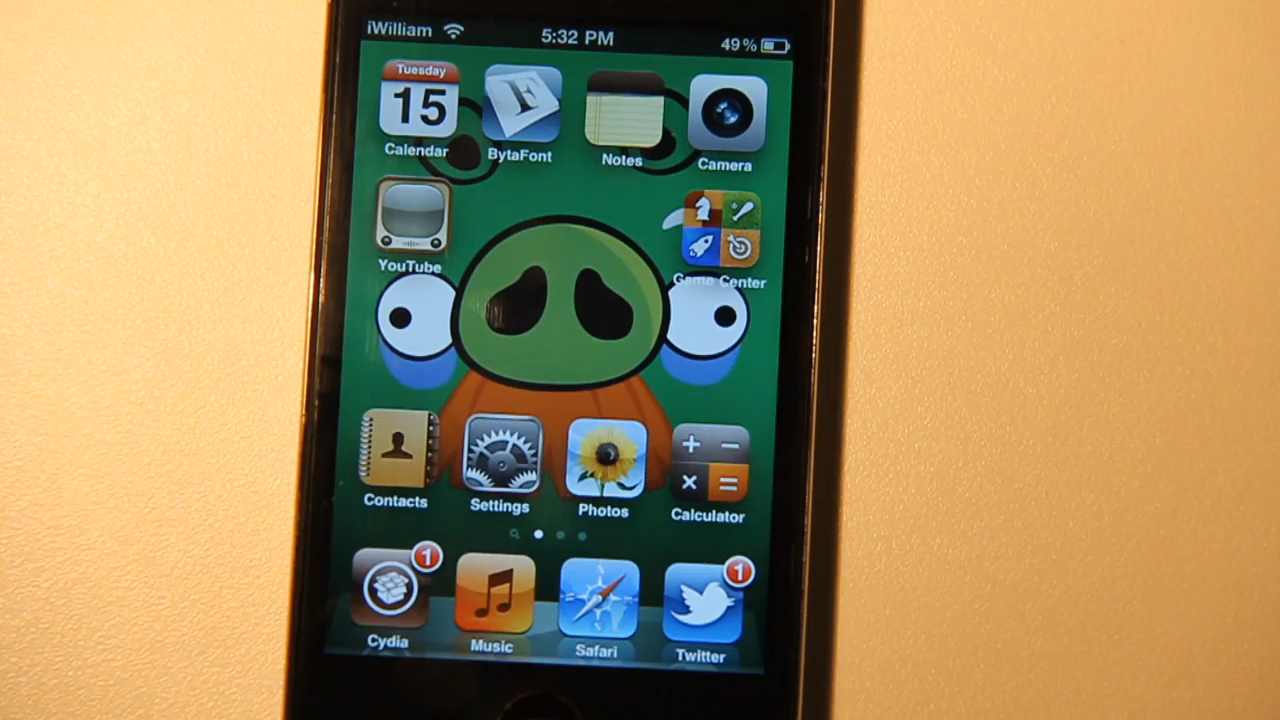 iWilliam 5:32 PM 49%
Tuesday
15 F
Calendar BytaFont Notes Camera
YouTube Game Center
Contacts Settings Photos Calculator
1 1
Cydia Music Safari Twitter